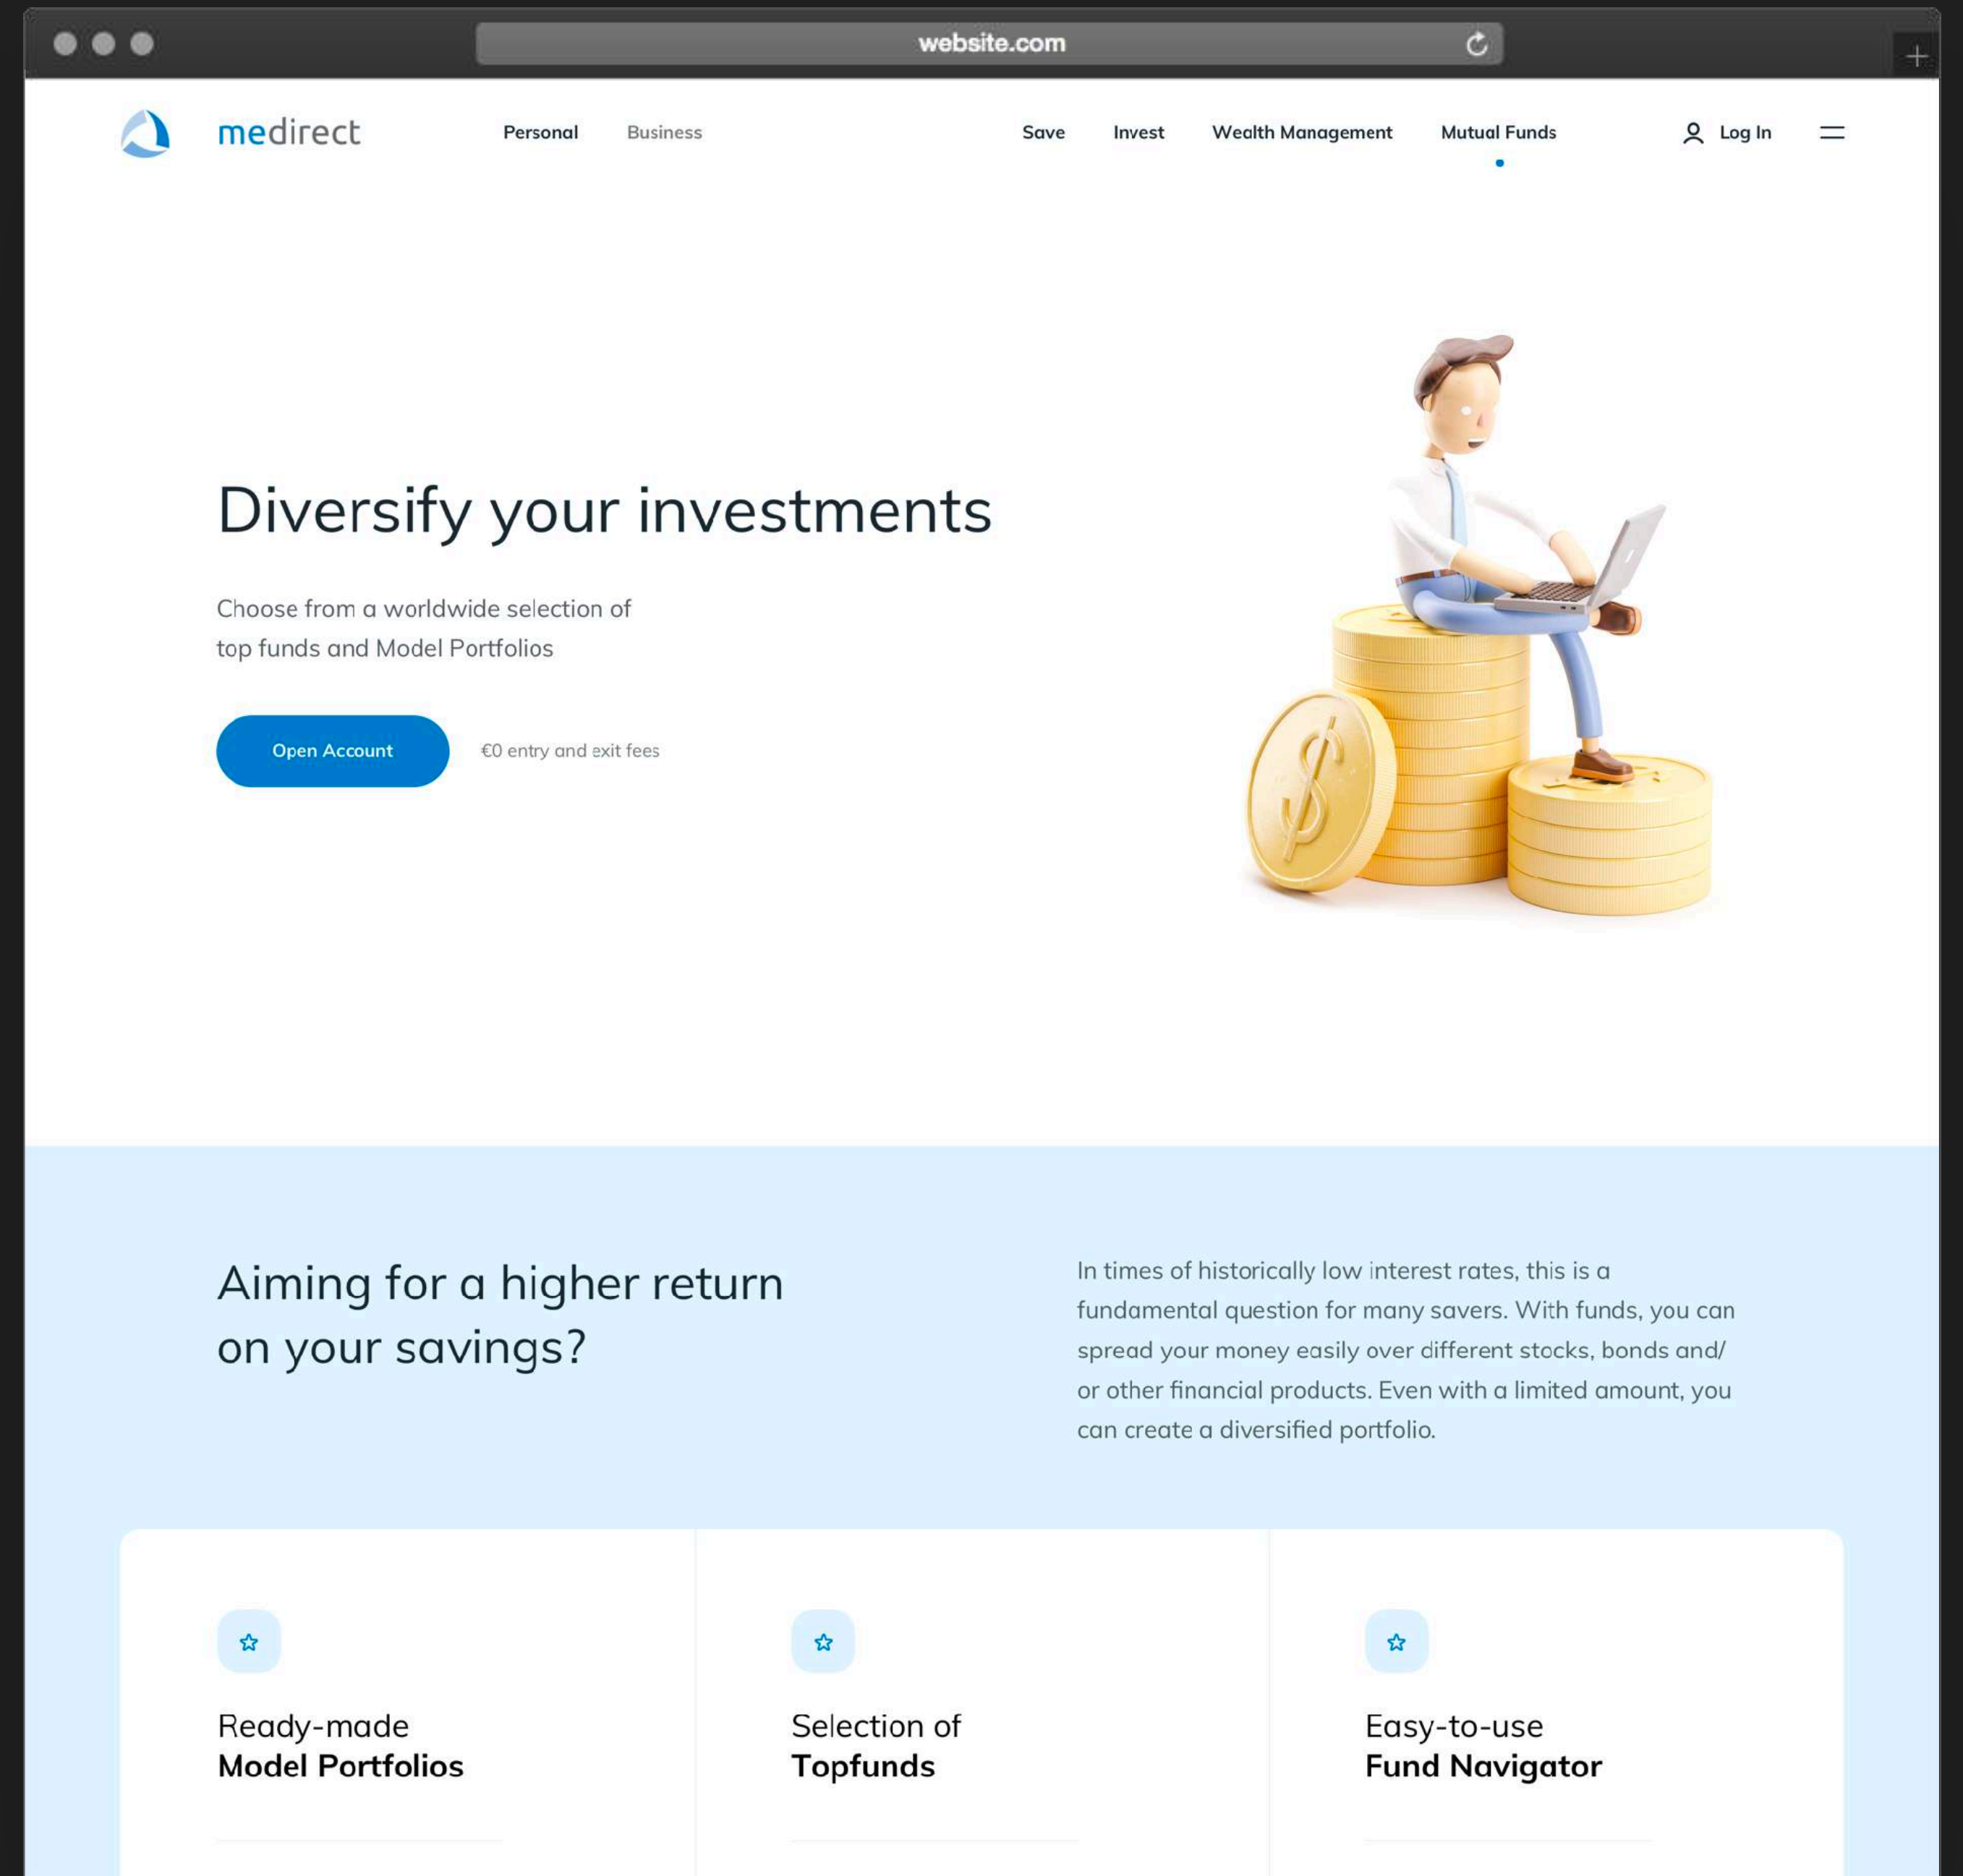 website.com
medirect
Personal
Business
Save
Invest
Wealth Management
Mutual Funds
Log In
Diversify your investments
Choose from a worldwide selection of
top funds and Model Portfolios
Open Account
€0 entry and exit fees
$
Aiming for a higher return
on your savings?
In times of historically low interest rates, this is a
fundamental question for many savers. With funds, you can
spread your money easily over different stocks, bonds and/
or other financial products. Even with a limited amount, you
can create a diversified portfolio.
Ready-made
Model Portfolios
Selection of
Topfunds
Easy-to-use
Fund Navigator